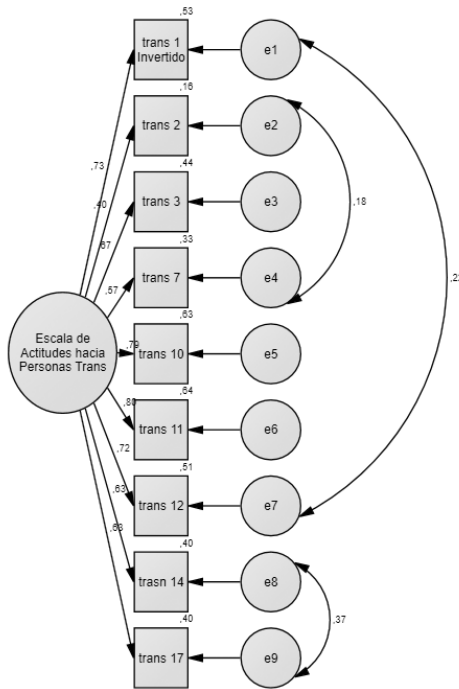 ,53
trans 1
Invertido
e1
,73
,16
trans 2
e2
,40
,44
trans 3
e3
,67
,18
,33
trans 7
e4
,57
,63
trans 10
e5
,79
Escala de
Actitudes hacia
Personas Trans
,64
trans 11
e6
,80
,51
trans 12
e7
,72
,40
trasn 14
e8
,63
,37
,40
trans 17
e9
,63